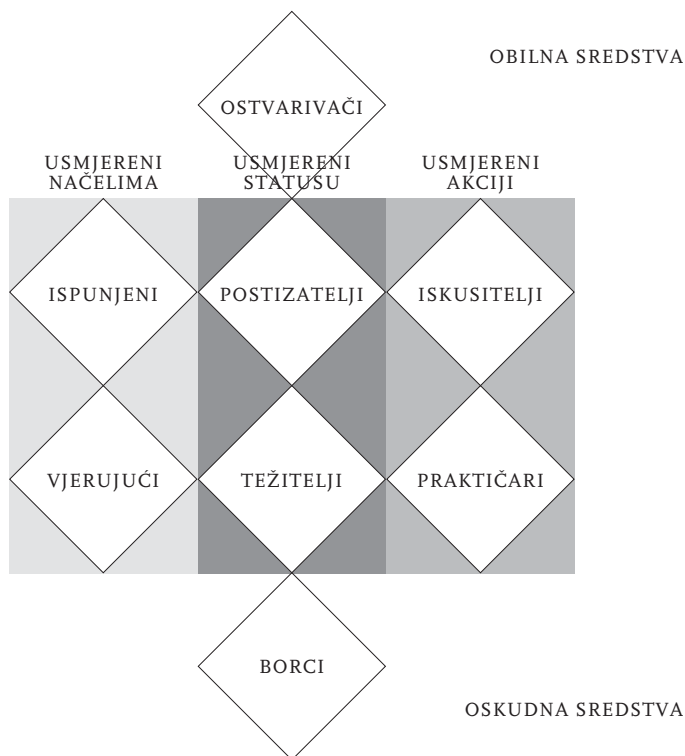 OBILNA SREDSTVA
OSTVARIVAČI
USMJERENI
NAČELIMA
USMJERENI
STATUSU
USMJERENI
AKCIJI
ISPUNJENI
POSTIZATELJI
ISKUSITELJI
VJERUJUĆI
TEŽITELJI
PRAKTIČARI
BORCI
OSKUDNA SREDSTVA